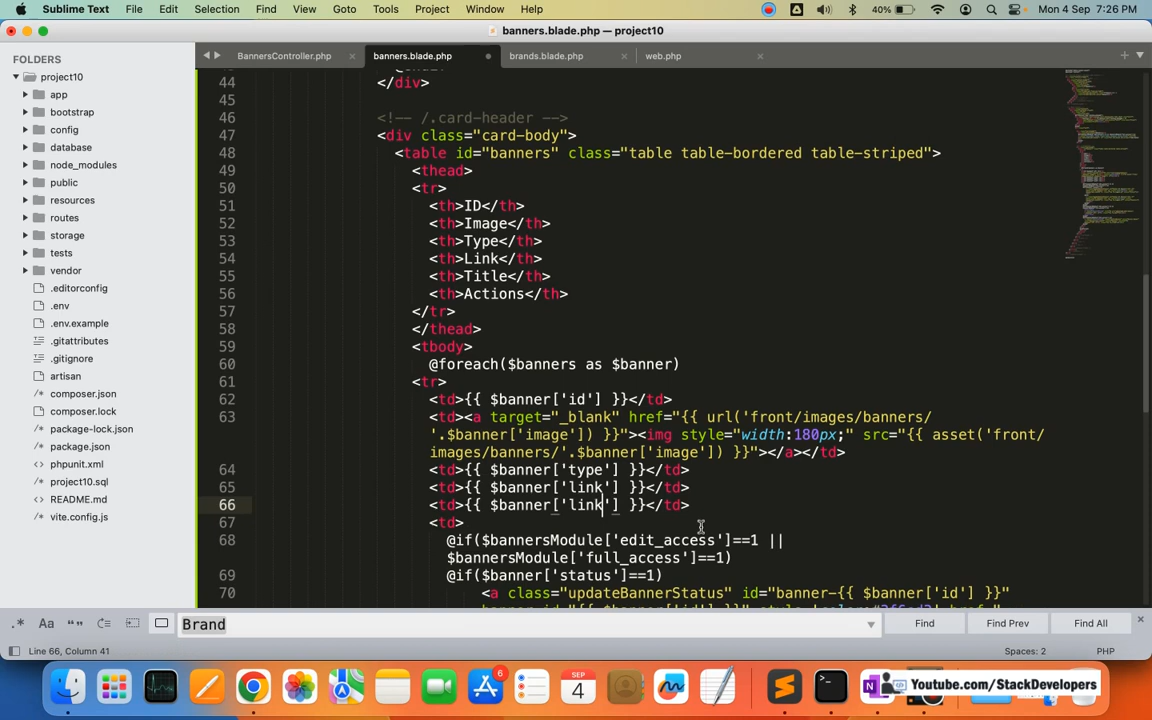 Sublime Text File Edit Selection Find View Goto Tools Project Window Help 40% Mon 4 Sep 7:26 PM
banners.blade.php — project10
FOLDERS
project10
app
bootstrap
config
database
node_modules
public
resources
routes
storage
tests
vendor
.editorconfig
.env
.env.example
.gitattributes
.gitignore
artisan
composer.json
composer.lock
package-lock.json
package.json
phpunit.xml
project10.sql
README.md
vite.config.js
BannersController.php banners.blade.php brands.blade.php web.php
44 </div>
45
46 <!-- /.card-header -->
47 <div class="card-body">
48 <table id="banners" class="table table-bordered table-striped">
49 <thead>
50 <tr>
51 <th>ID</th>
52 <th>Image</th>
53 <th>Type</th>
54 <th>Link</th>
55 <th>Title</th>
56 <th>Actions</th>
57 </tr>
58 </thead>
59 <tbody>
60 @foreach($banners as $banner)
61 <tr>
62 <td>{{ $banner['id'] }}</td>
63 <td><a target="_blank" href="{{ url('front/images/banners/
'.$banner['image']) }}"><img style="width:180px;" src="{{ asset('front/
images/banners/'.$banner['image']) }}"></a></td>
64 <td>{{ $banner['type'] }}</td>
65 <td>{{ $banner['link'] }}</td>
66 <td>{{ $banner['link'] }}</td>
67 <td>
68 @if($bannersModule['edit_access']==1 ||
$bannersModule['full_access']==1)
69 @if($banner['status']==1)
70 <a class="updateBannerStatus" id="banner-{{ $banner['id'] }}"
.* Aa Brand Find Find Prev Find All
Line 66, Column 41 Spaces: 2 PHP
6
SEP
4
Youtube.com/StackDevelopers